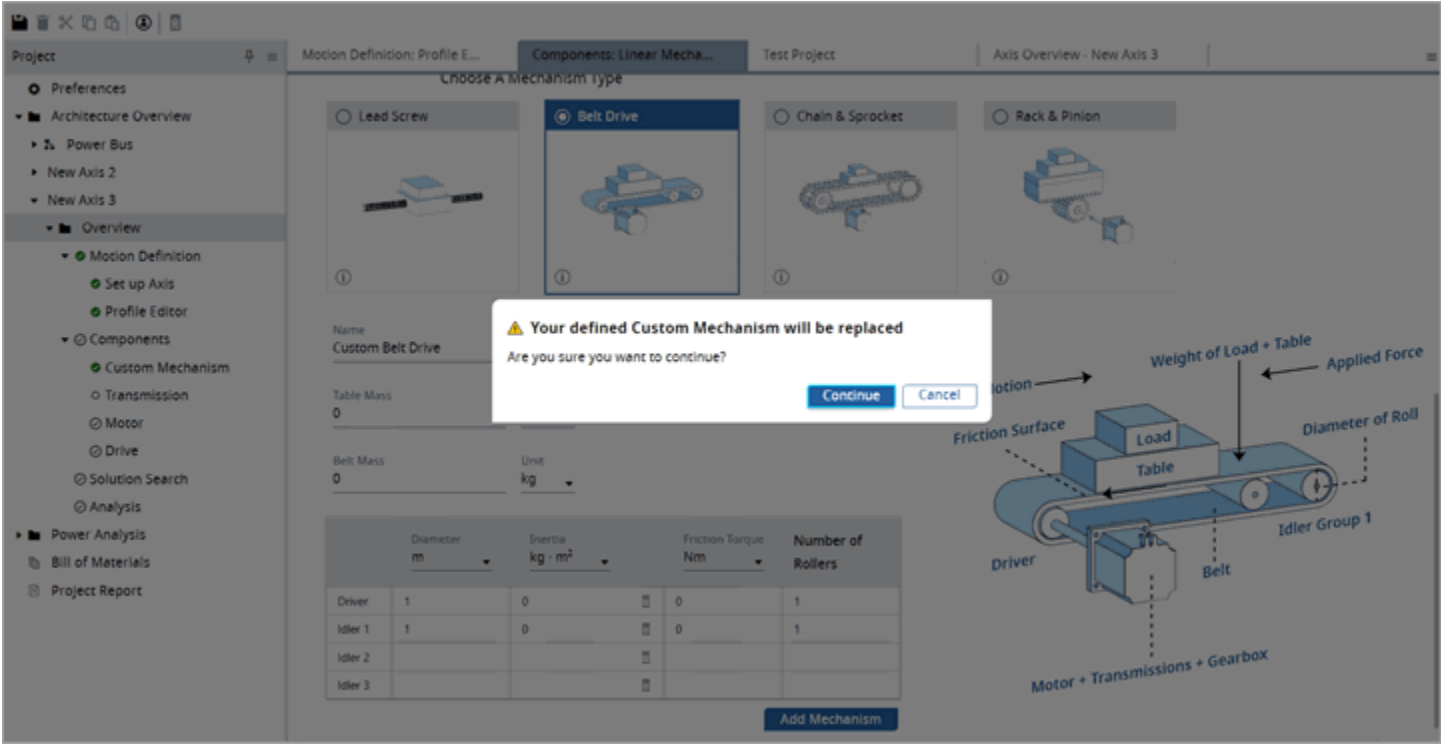 Project
Motion Definition: Profile E...
Components: Linear Mecha...
Test Project
Axis Overview - New Axis 3
Preferences
Architecture Overview
Power Bus
New Axis 2
New Axis 3
Overview
Motion Definition
Set up Axis
Profile Editor
Components
Custom Mechanism
Transmission
Motor
Drive
Solution Search
Analysis
Power Analysis
Bill of Materials
Project Report
Choose A Mechanism Type
Lead Screw
Belt Drive
Chain & Sprocket
Rack & Pinion
Name
Custom Belt Drive
Table Mass
0
Belt Mass
0
Unit
kg
Your defined Custom Mechanism will be replaced
Are you sure you want to continue?
Continue
Cancel
Diameter
m
Inertia
kg · m²
Friction Torque
Nm
Number of
Rollers
Driver 1 0 0 1
Idler 1 1 0 0 1
Idler 2
Idler 3
Add Mechanism
Weight of Load + Table
Applied Force
Friction Surface
Diameter of Roll
Load
Table
Idler Group 1
Driver
Belt
Motor + Transmissions + Gearbox